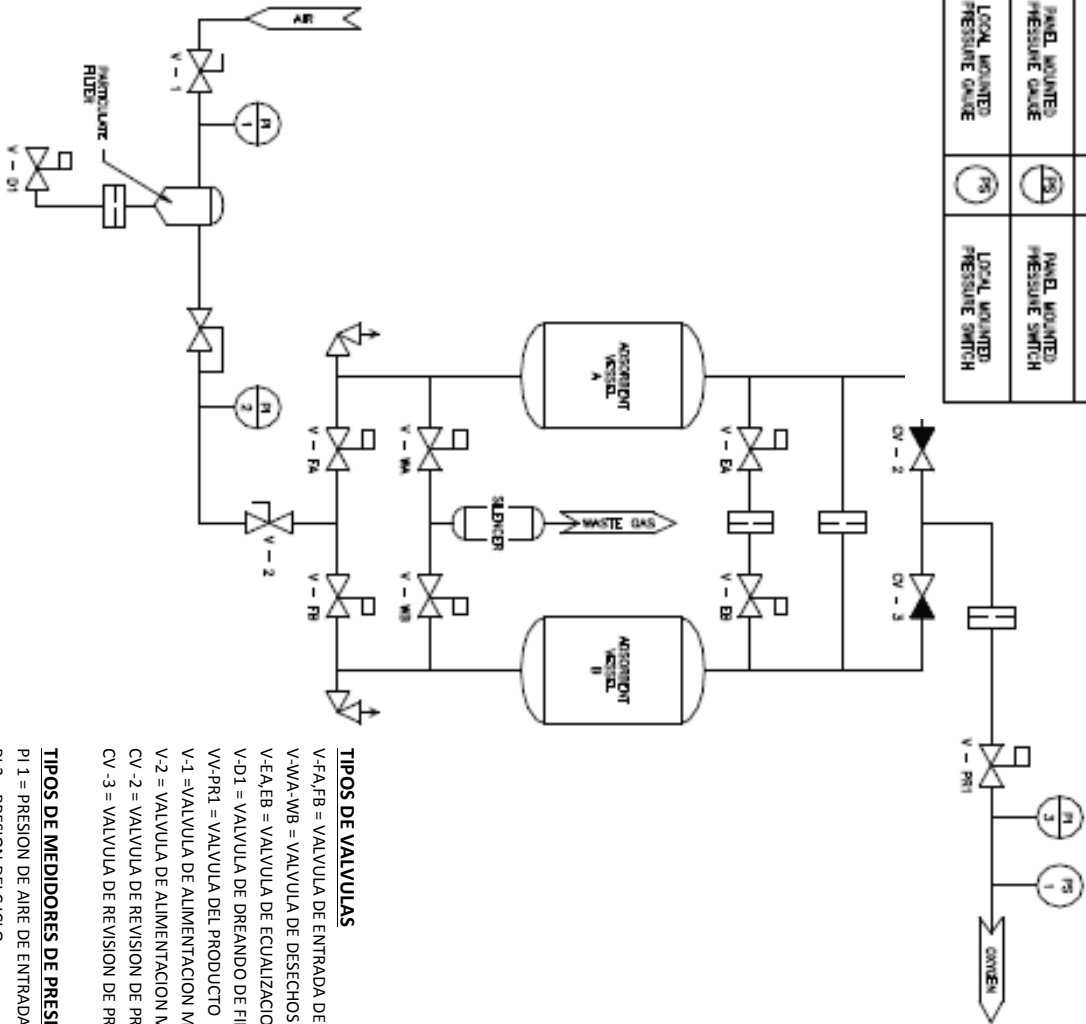 PANEL MOUNTED
PRESSURE GAUGE
PANEL MOUNTED
PRESSURE SWITCH
LOCAL MOUNTED
PRESSURE GAUGE
PS
LOCAL MOUNTED
PRESSURE SWITCH
AIR
V - 1
PI
1
PARTICULATE
FILTER
V - D1
PI
2
V - 2
V - FA
V - FB
V - WA
V - WB
SILENCER
WASTE GAS
ADSORBENT
VESSEL
A
ADSORBENT
VESSEL
B
V - EA
V - EB
CV - 2
CV - 3
V - PR1
PI
3
PS
1
OXYGEN
TIPOS DE VALVULAS
V-FA,FB = VALVULA DE ENTRADA DE
V-WA-WB = VALVULA DE DESECHOS
V-EA,EB = VALVULA DE ECUALIZACIO
V-D1 = VALVULA DE DREANDO DE FI
VV-PR1 = VALVULA DEL PRODUCTO
V-1 =VALVULA DE ALIMENTACION M
V-2 = VALVULA DE ALIMENTACION M
CV -2 = VALVULA DE REVISION DE PR
CV -3 = VALVULA DE REVISION DE PR
TIPOS DE MEDIDORES DE PRESI
PI 1 = PRESION DE AIRE DE ENTRADA